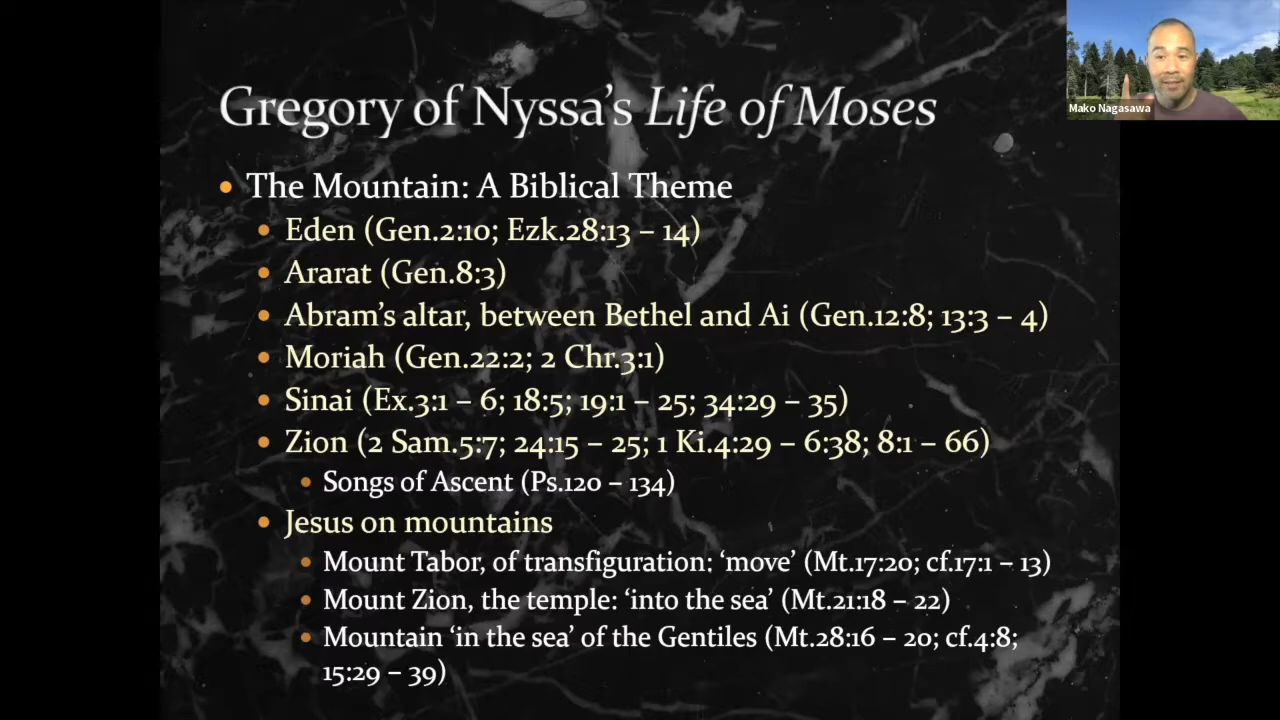 Gregory of Nyssa's Life of Moses
Mako Nagasawa
• The Mountain: A Biblical Theme
• Eden (Gen.2:10; Ezk.28:13 – 14)
• Ararat (Gen.8:3)
• Abram's altar, between Bethel and Ai (Gen.12:8; 13:3 – 4)
• Moriah (Gen.22:2; 2 Chr.3:1)
• Sinai (Ex.3:1 – 6; 18:5; 19:1 – 25; 34:29 – 35)
• Zion (2 Sam.5:7; 24:15 – 25; 1 Ki.4:29 – 6:38; 8:1 – 66)
• Songs of Ascent (Ps.120 – 134)
• Jesus on mountains
• Mount Tabor, of transfiguration: 'move' (Mt.17:20; cf.17:1 – 13)
• Mount Zion, the temple: 'into the sea' (Mt.21:18 – 22)
• Mountain 'in the sea' of the Gentiles (Mt.28:16 – 20; cf.4:8;
15:29 – 39)